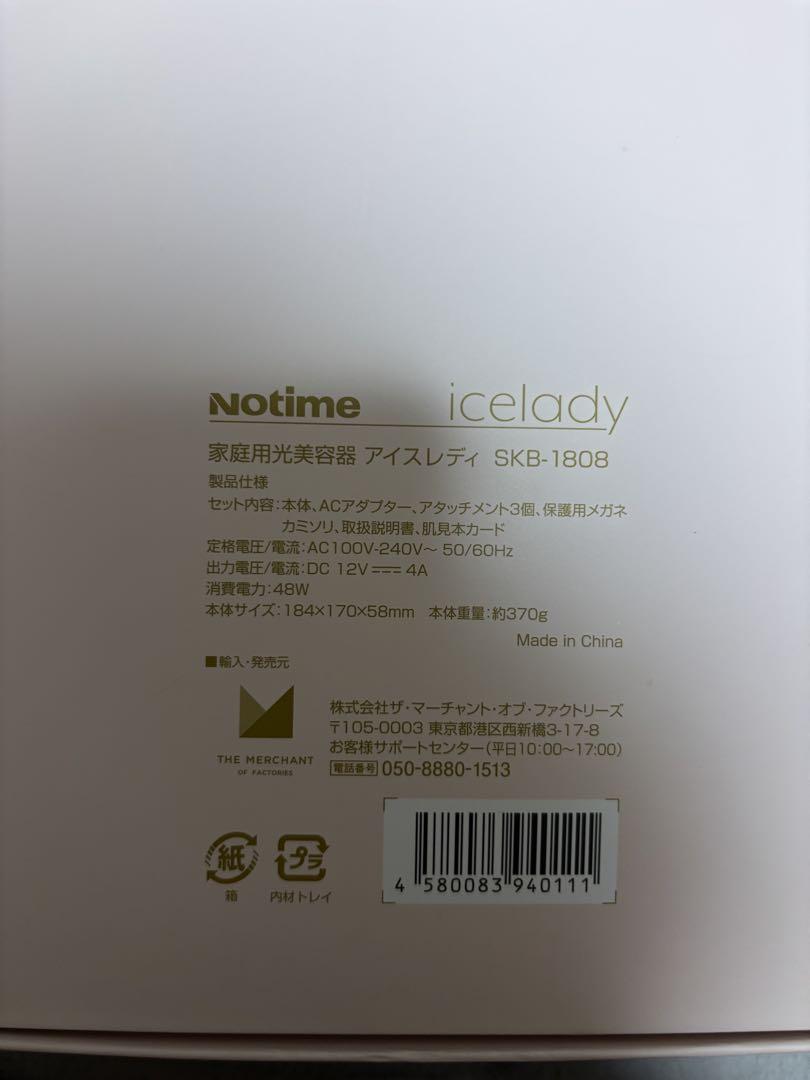 Notime icelady
家庭用光美容器 アイスレディ SKB-1808
製品仕様
セット内容:本体、ACアダプター、アタッチメント3個、保護用メガネ
カミソリ、取扱説明書、肌見本カード
定格電圧/電流:AC100V-240V~ 50/60Hz
出力電圧/電流:DC 12V⎓4A
消費電力:48W
本体サイズ:184×170×58mm 本体重量:約370g
Made in China
■輸入・発売元
THE MERCHANT
OF FACTORIES
株式会社ザ・マーチャント・オブ・ファクトリーズ
〒105-0003 東京都港区西新橋3-17-8
お客様サポートセンター(平日10:00~17:00)
電話番号 050-8880-1513
紙
箱
プラ
内材トレイ
4 580083 940111